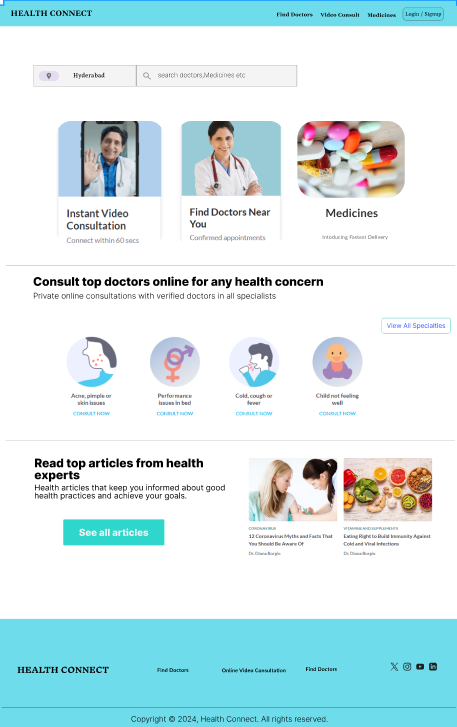 HEALTH CONNECT
Find Doctors Video Consult Medicines Login / Signup
Hyderabad search doctors,Medicines etc
Instant Video
Consultation
Connect within 60 secs
Find Doctors Near
You
Confirmed appointments
Medicines
Intoducing Fastest Delivery
Consult top doctors online for any health concern
Private online consultations with verified doctors in all specialists
View All Specialties
Acne, pimple or
skin issues
CONSULT NOW
Performance
issues in bed
CONSULT NOW
Cold, cough or
fever
CONSULT NOW
Child not feeling
well
CONSULT NOW
Read top articles from health
experts
Health articles that keep you informed about good
health practices and achieve your goals.
See all articles
CORONAVIRUS
12 Coronavirus Myths and Facts That
You Should Be Aware Of
Dr. Diana Borgio
VITAMINS AND SUPPLEMENTS
Eating Right to Build Immunity Against
Cold and Viral Infections
Dr. Diana Borgio
HEALTH CONNECT
Find Doctors Online Video Cansultation Find Doctors
Copyright © 2024, Health Connect. All rights reserved.